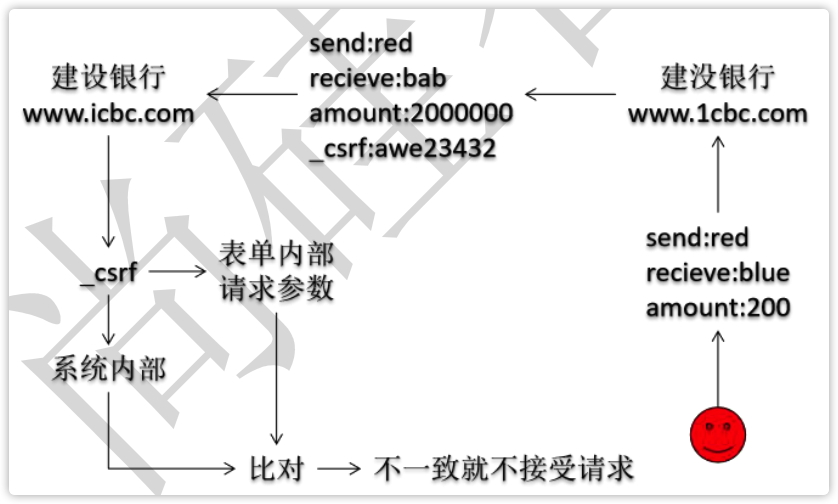 建设银行
www.icbc.com
send:red
recieve:bab
amount:2000000
_csrf:awe23432
建没银行
www.1cbc.com
send:red
recieve:blue
amount:200
_csrf
表单内部
请求参数
系统内部
比对
不一致就不接受请求
尚硅